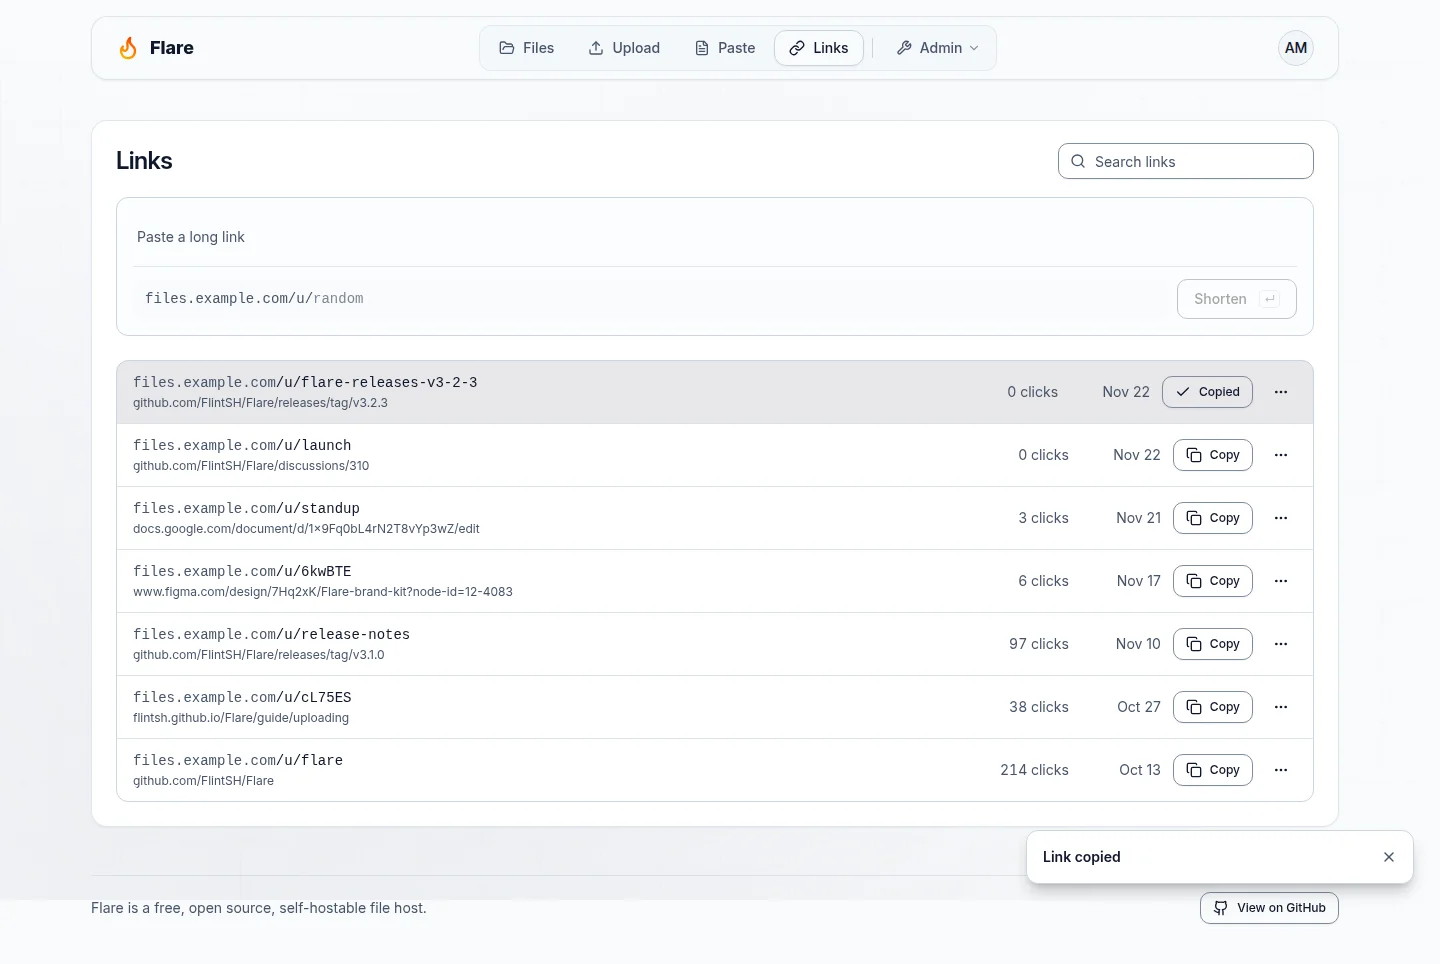 Flare
Files
Upload
Paste
Links
Admin
AM
Links
Search links
Paste a long link
files.example.com/u/random
Shorten
files.example.com/u/flare-releases-v3-2-3
github.com/FlintSH/Flare/releases/tag/v3.2.3
0 clicks
Nov 22
Copied
files.example.com/u/launch
github.com/FlintSH/Flare/discussions/310
0 clicks
Nov 22
Copy
files.example.com/u/standup
docs.google.com/document/d/1×9Fq0bL4rN2T8vYp3wZ/edit
3 clicks
Nov 21
Copy
files.example.com/u/6kwBTE
www.figma.com/design/7Hq2xK/Flare-brand-kit?node-id=12-4083
6 clicks
Nov 17
Copy
files.example.com/u/release-notes
github.com/FlintSH/Flare/releases/tag/v3.1.0
97 clicks
Nov 10
Copy
files.example.com/u/cL75ES
flintsh.github.io/Flare/guide/uploading
38 clicks
Oct 27
Copy
files.example.com/u/flare
github.com/FlintSH/Flare
214 clicks
Oct 13
Copy
Link copied
Flare is a free, open source, self-hostable file host.
View on GitHub